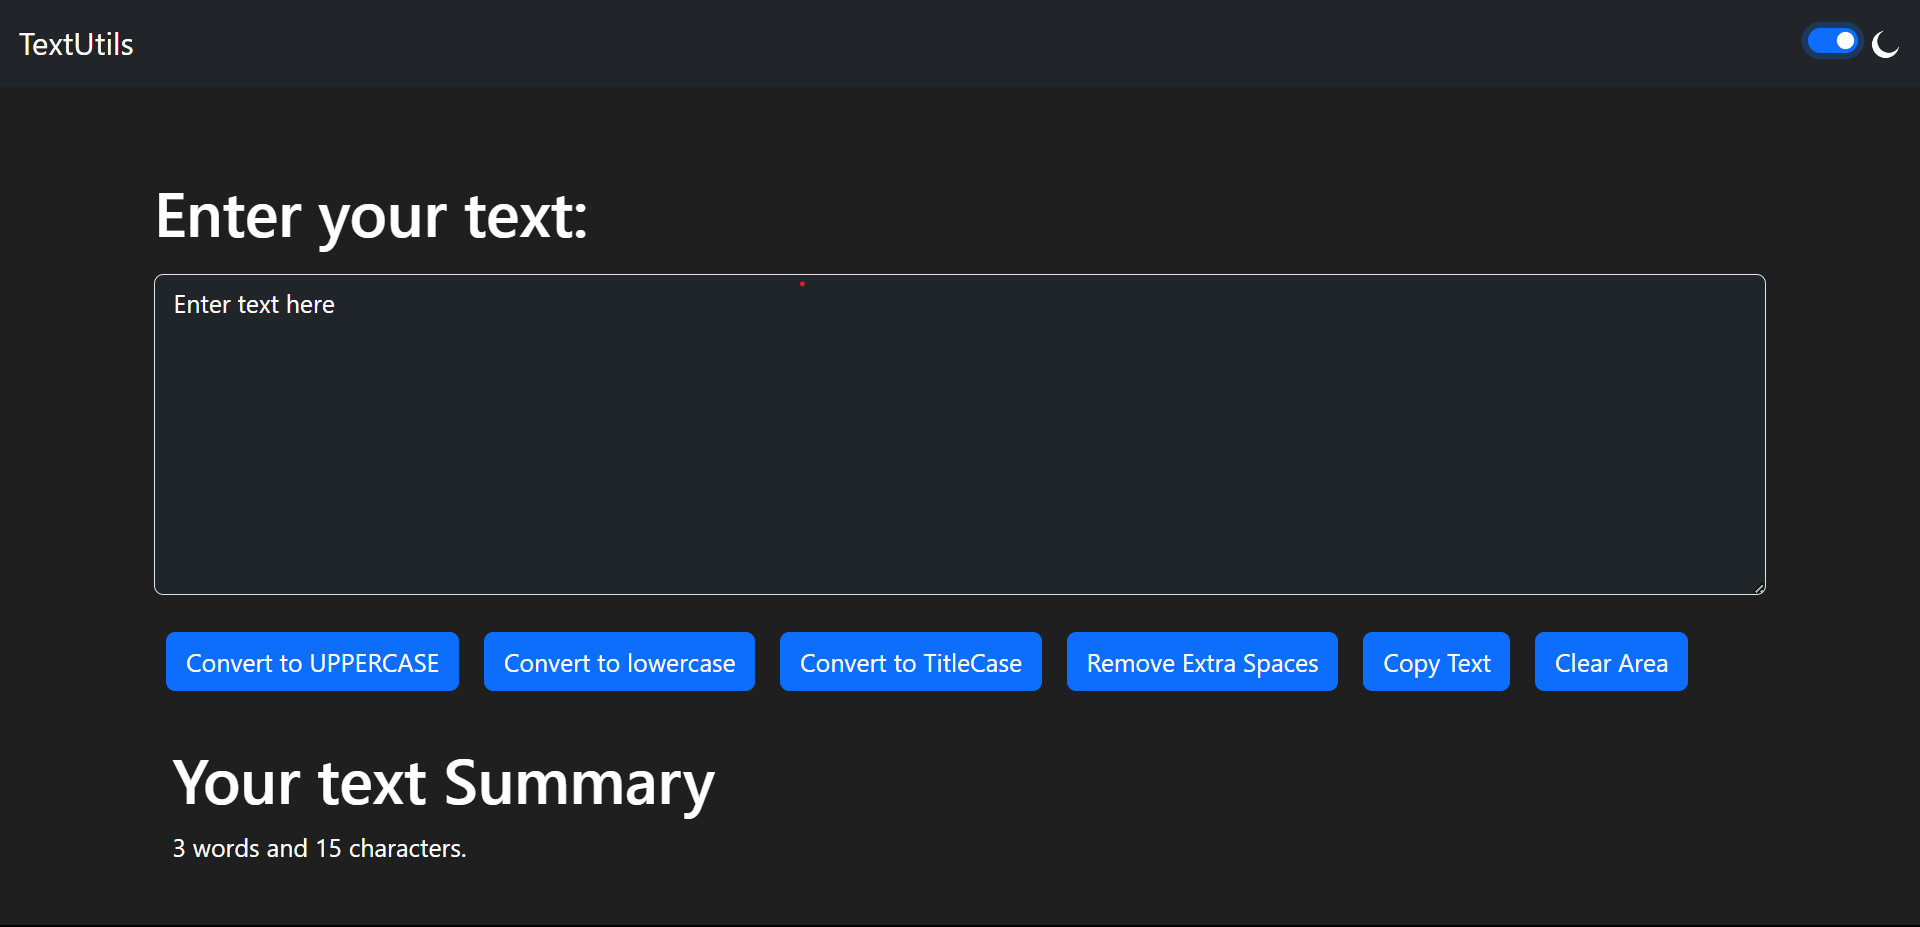 TextUtils
Enter your text:
Enter text here
Convert to UPPERCASE Convert to lowercase Convert to TitleCase Remove Extra Spaces Copy Text Clear Area
Your text Summary
3 words and 15 characters.